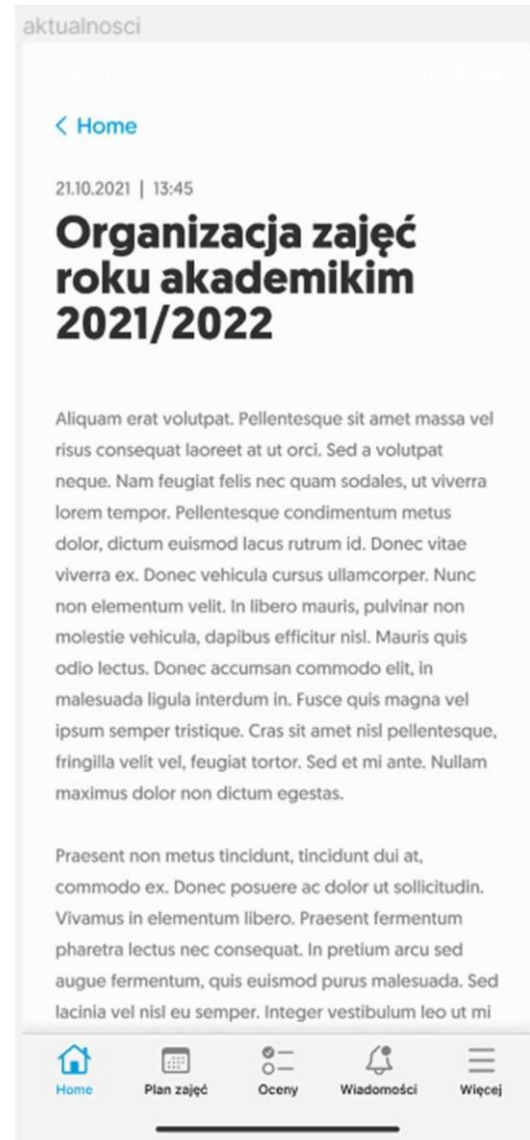 aktualnosci
< Home
21.10.2021 | 13:45
Organizacja zajęć
roku akademikim
2021/2022
Aliquam erat volutpat. Pellentesque sit amet massa vel
risus consequat laoreet at ut orci. Sed a volutpat
neque. Nam feugiat felis nec quam sodales, ut viverra
lorem tempor. Pellentesque condimentum metus
dolor, dictum euismod lacus rutrum id. Donec vitae
viverra ex. Donec vehicula cursus ullamcorper. Nunc
non elementum velit. In libero mauris, pulvinar non
molestie vehicula, dapibus efficitur nisl. Mauris quis
odio lectus. Donec accumsan commodo elit, in
malesuada ligula interdum in. Fusce quis magna vel
ipsum semper tristique. Cras sit amet nisl pellentesque,
fringilla velit vel, feugiat tortor. Sed et mi ante. Nullam
maximus dolor non dictum egestas.
Praesent non metus tincidunt, tincidunt dui at,
commodo ex. Donec posuere ac dolor ut sollicitudin.
Vivamus in elementum libero. Praesent fermentum
pharetra lectus nec consequat. In pretium arcu sed
augue fermentum, quis euismod purus malesuada. Sed
lacinia vel nisl eu semper. Integer vestibulum leo ut mi
Home Plan zajęć Oceny Wiadomości Więcej